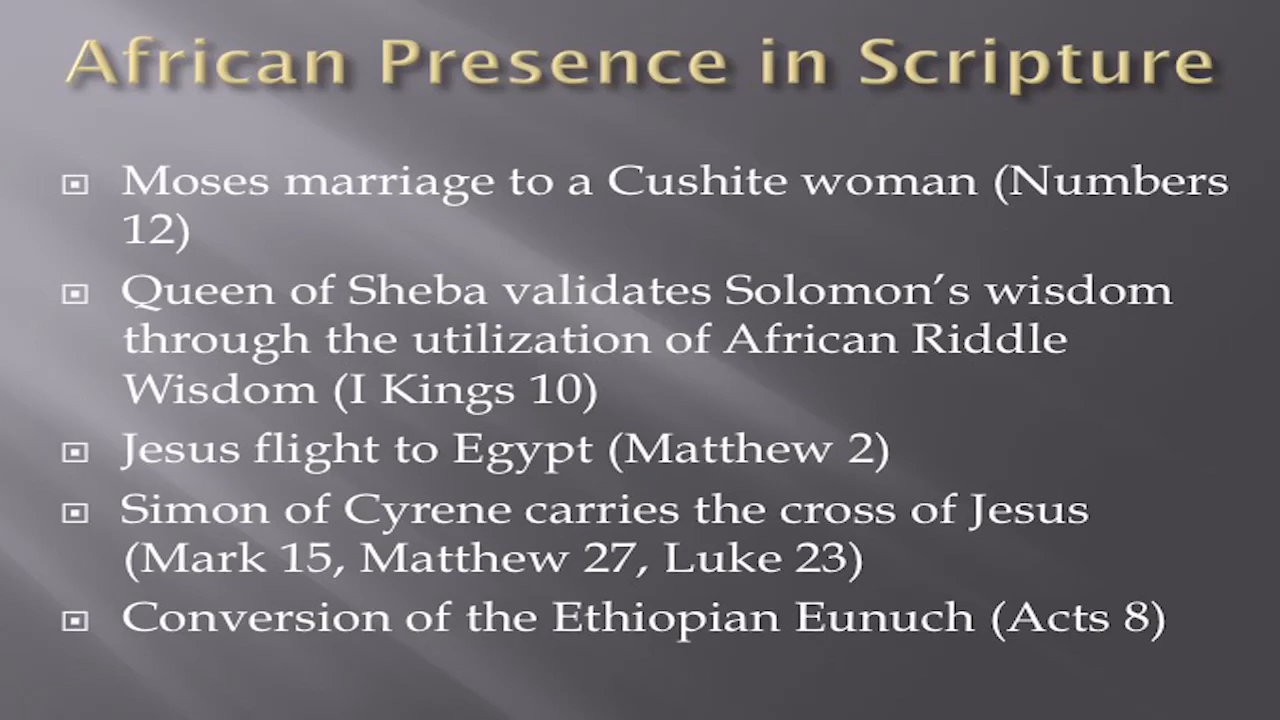 African Presence in Scripture
Moses marriage to a Cushite woman (Numbers
12)
Queen of Sheba validates Solomon’s wisdom
through the utilization of African Riddle
Wisdom (I Kings 10)
Jesus flight to Egypt (Matthew 2)
Simon of Cyrene carries the cross of Jesus
(Mark 15, Matthew 27, Luke 23)
Conversion of the Ethiopian Eunuch (Acts 8)